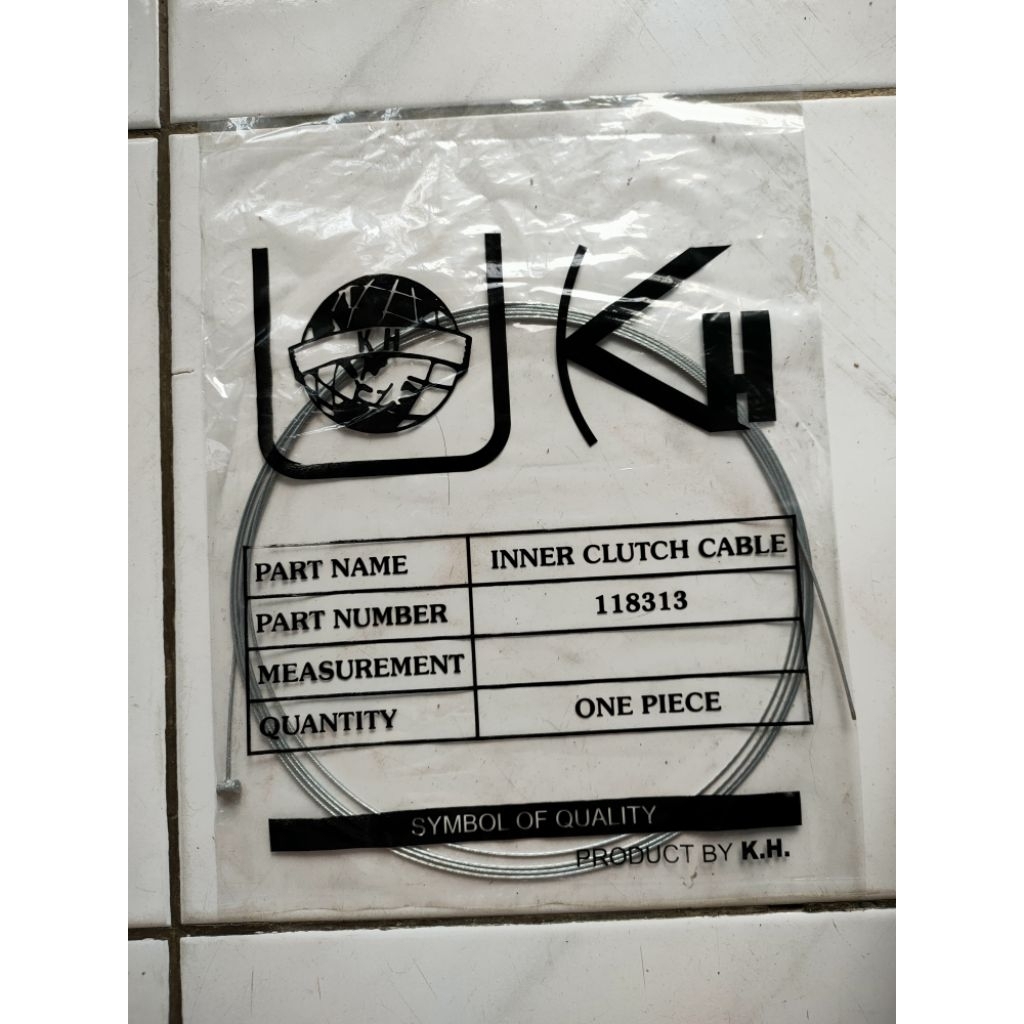 K H
KH
PART NAME INNER CLUTCH CABLE
PART NUMBER 118313
MEASUREMENT
QUANTITY ONE PIECE
SYMBOL OF QUALITY
PRODUCT BY K.H.